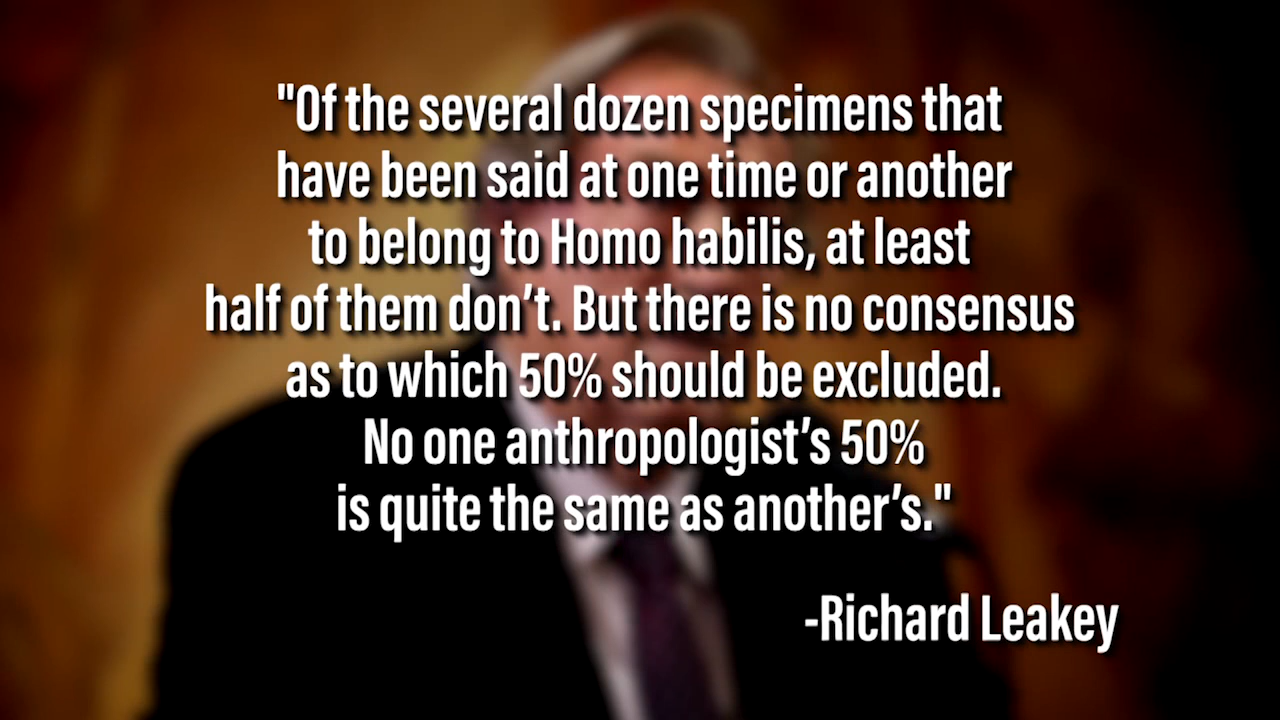 "Of the several dozen specimens that
have been said at one time or another
to belong to Homo habilis, at least
half of them don’t. But there is no consensus
as to which 50% should be excluded.
No one anthropologist’s 50%
is quite the same as another’s."
-Richard Leakey